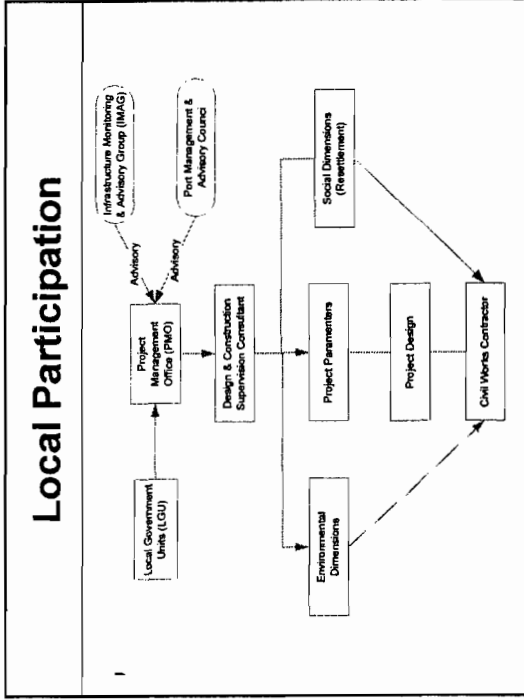 Local Participation
Infrastructure Monitoring
& Advisory Group (IMAG)
Port Management &
Advisory Counci
Advisory
Advisory
Local Government
Units (LGU)
Project
Management
Office (PMO)
Design & Construction
Supervision Consultant
Environmental
Dimensions
Project Paramenters
Social Dimensions
(Resettlement)
Project Design
Civil Works Contractor